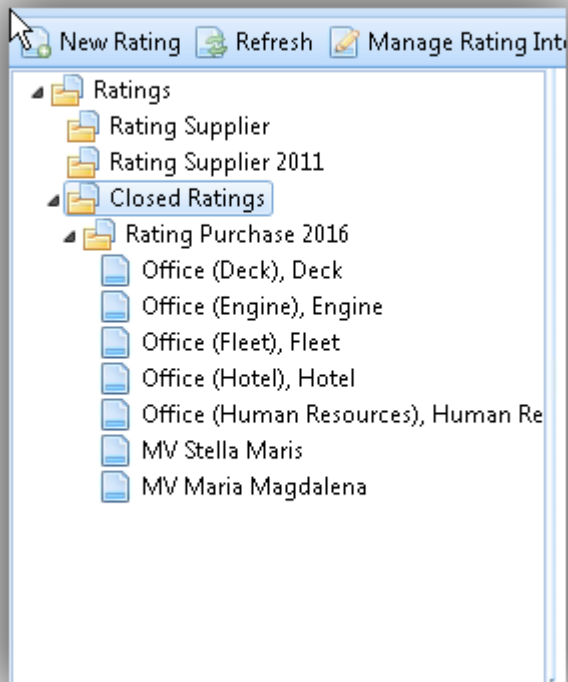 New Rating Refresh Manage Rating Int
Ratings
Rating Supplier
Rating Supplier 2011
Closed Ratings
Rating Purchase 2016
Office (Deck), Deck
Office (Engine), Engine
Office (Fleet), Fleet
Office (Hotel), Hotel
Office (Human Resources), Human Re
MV Stella Maris
MV Maria Magdalena